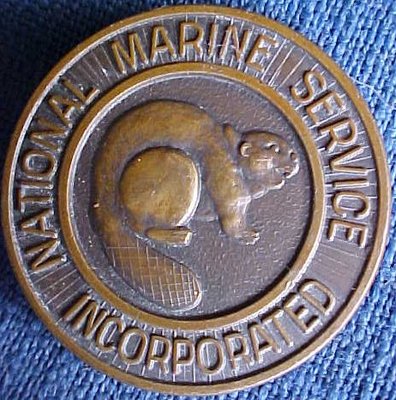 NATIONAL MARINE SERVICE
INCORPORATED